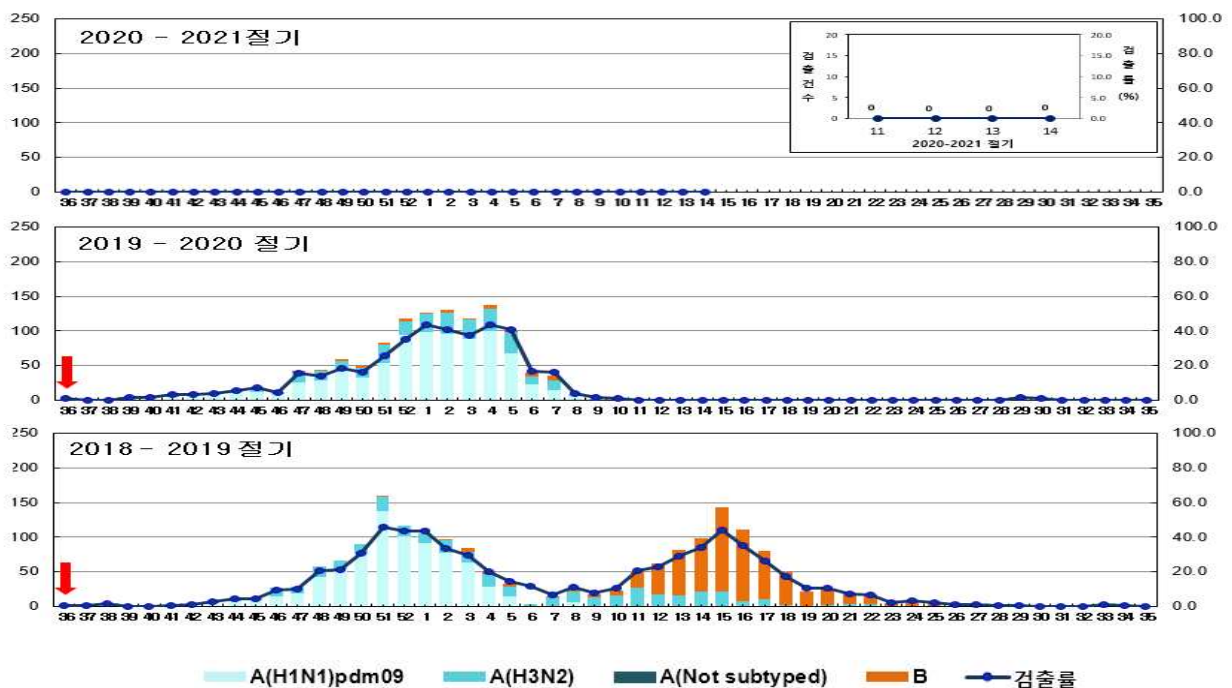 2020 - 2021절기
250 200 150 100 50 0
100.0 80.0 60.0 40.0 20.0 0.0
검출건수
20 15 10 5 0
0 0 0 0
11 12 13 14
2020-2021 절기
20.0 15.0 10.0 5.0 0.0
검출률(%)
36 37 38 39 40 41 42 43 44 45 46 47 48 49 50 51 52 1 2 3 4 5 6 7 8 9 10 11 12 13 14 15 16 17 18 19 20 21 22 23 24 25 26 27 28 29 30 31 32 33 34 35
2019 - 2020 절기
250 200 150 100 50 0
100.0 80.0 60.0 40.0 20.0 0.0
36 37 38 39 40 41 42 43 44 45 46 47 48 49 50 51 52 1 2 3 4 5 6 7 8 9 10 11 12 13 14 15 16 17 18 19 20 21 22 23 24 25 26 27 28 29 30 31 32 33 34 35
2018 - 2019 절기
250 200 150 100 50 0
100.0 80.0 60.0 40.0 20.0 0.0
36 37 38 39 40 41 42 43 44 45 46 47 48 49 50 51 52 1 2 3 4 5 6 7 8 9 10 11 12 13 14 15 16 17 18 19 20 21 22 23 24 25 26 27 28 29 30 31 32 33 34 35
A(H1N1)pdm09 A(H3N2) A(Not subtyped) B 검출률